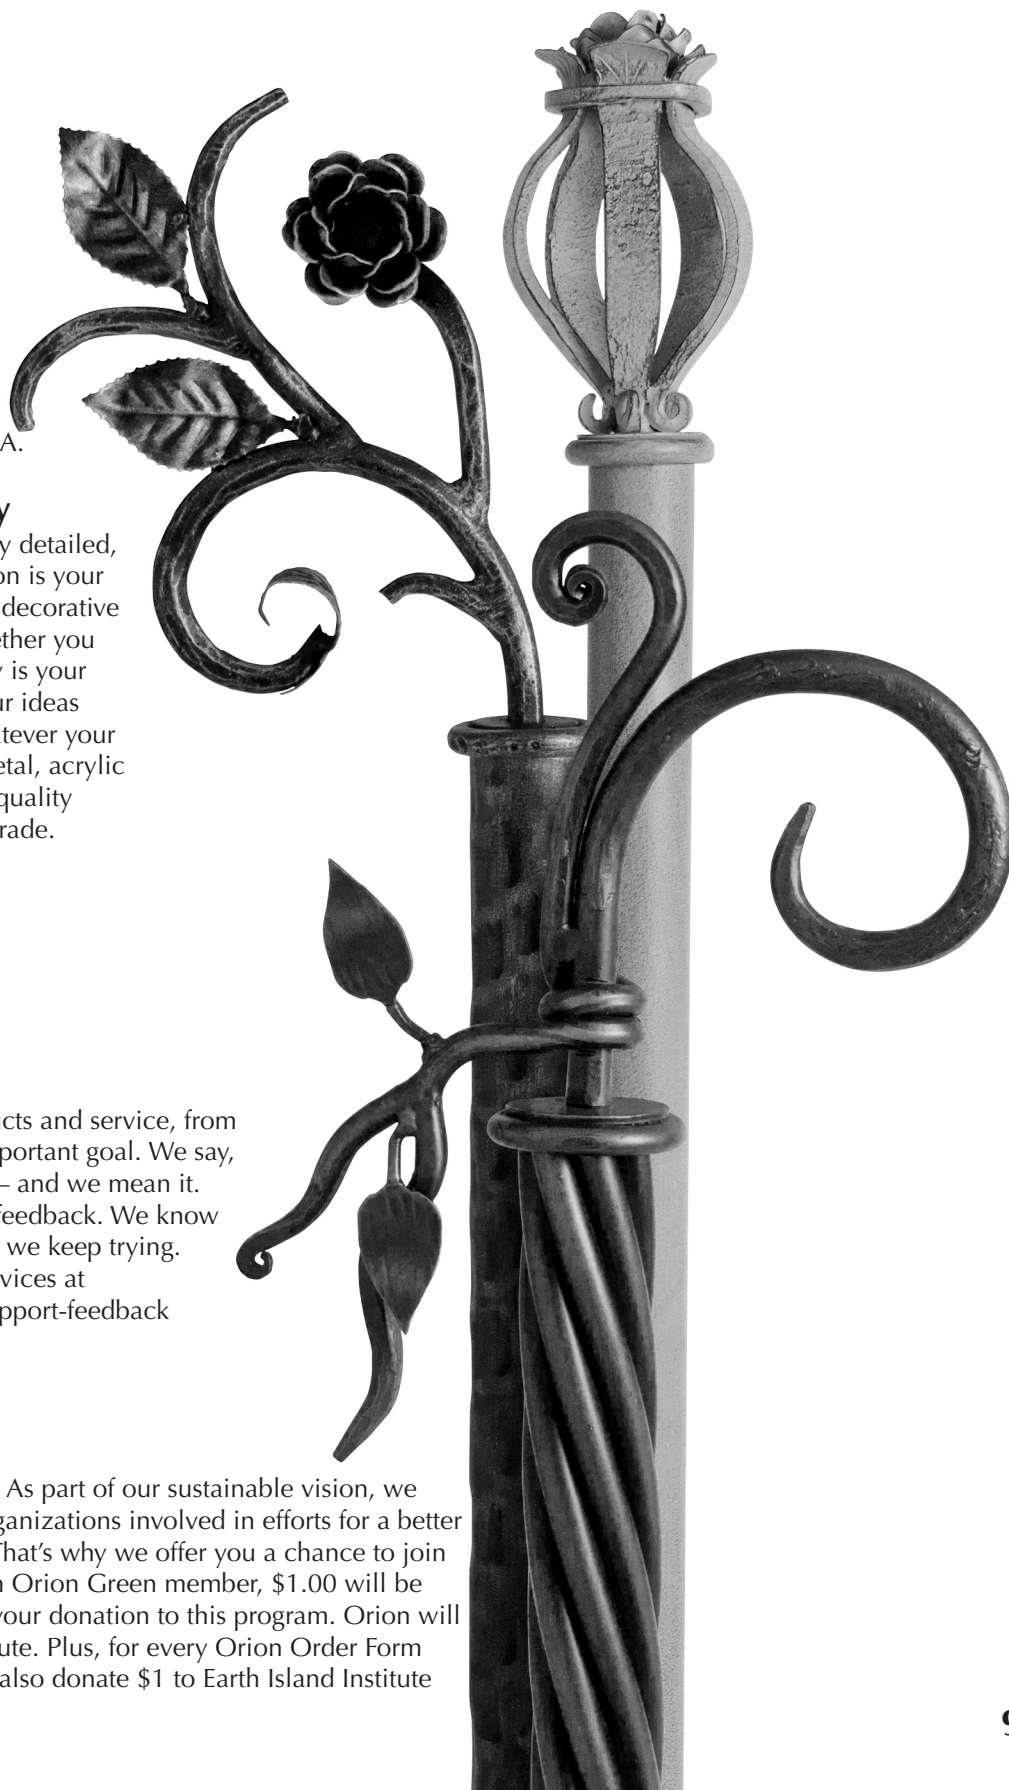 A.
y
y detailed,
on is your
decorative
ether you
y is your
ur ideas
atever your
etal, acrylic
quality
rade.
ucts and service, from
portant goal. We say,
– and we mean it.
feedback. We know
we keep trying.
vices at
pport-feedback
As part of our sustainable vision, we
ganizations involved in efforts for a better
That’s why we offer you a chance to join
n Orion Green member, $1.00 will be
your donation to this program. Orion will
ute. Plus, for every Orion Order Form
also donate $1 to Earth Island Institute
9